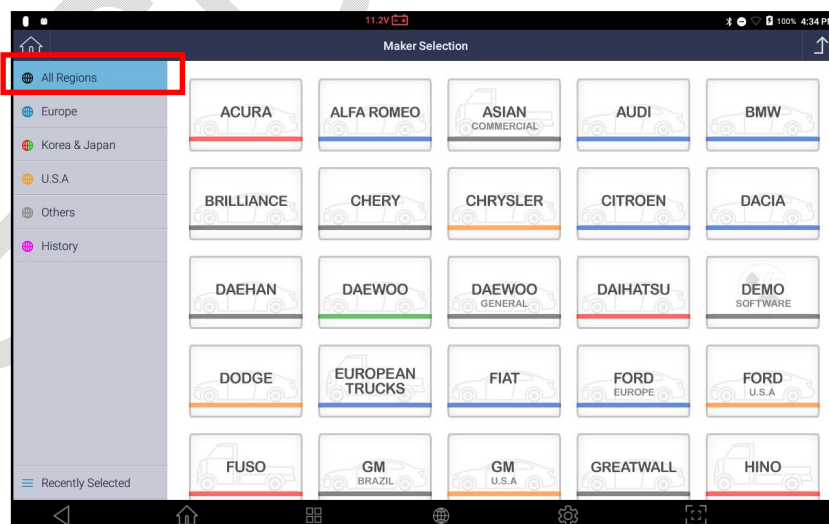 11.2V
100% 4:34 PM
Maker Selection
All Regions
Europe
Korea & Japan
U.S.A
Others
History
Recently Selected
ACURA
ALFA ROMEO
ASIAN
COMMERCIAL
AUDI
BMW
BRILLIANCE
CHERY
CHRYSLER
CITROEN
DACIA
DAEHAN
DAEWOO
DAEWOO
GENERAL
DAIHATSU
DEMO
SOFTWARE
DODGE
EUROPEAN
TRUCKS
FIAT
FORD
EUROPE
FORD
U.S.A
FUSO
GM
BRAZIL
GM
U.S.A
GREATWALL
HINO